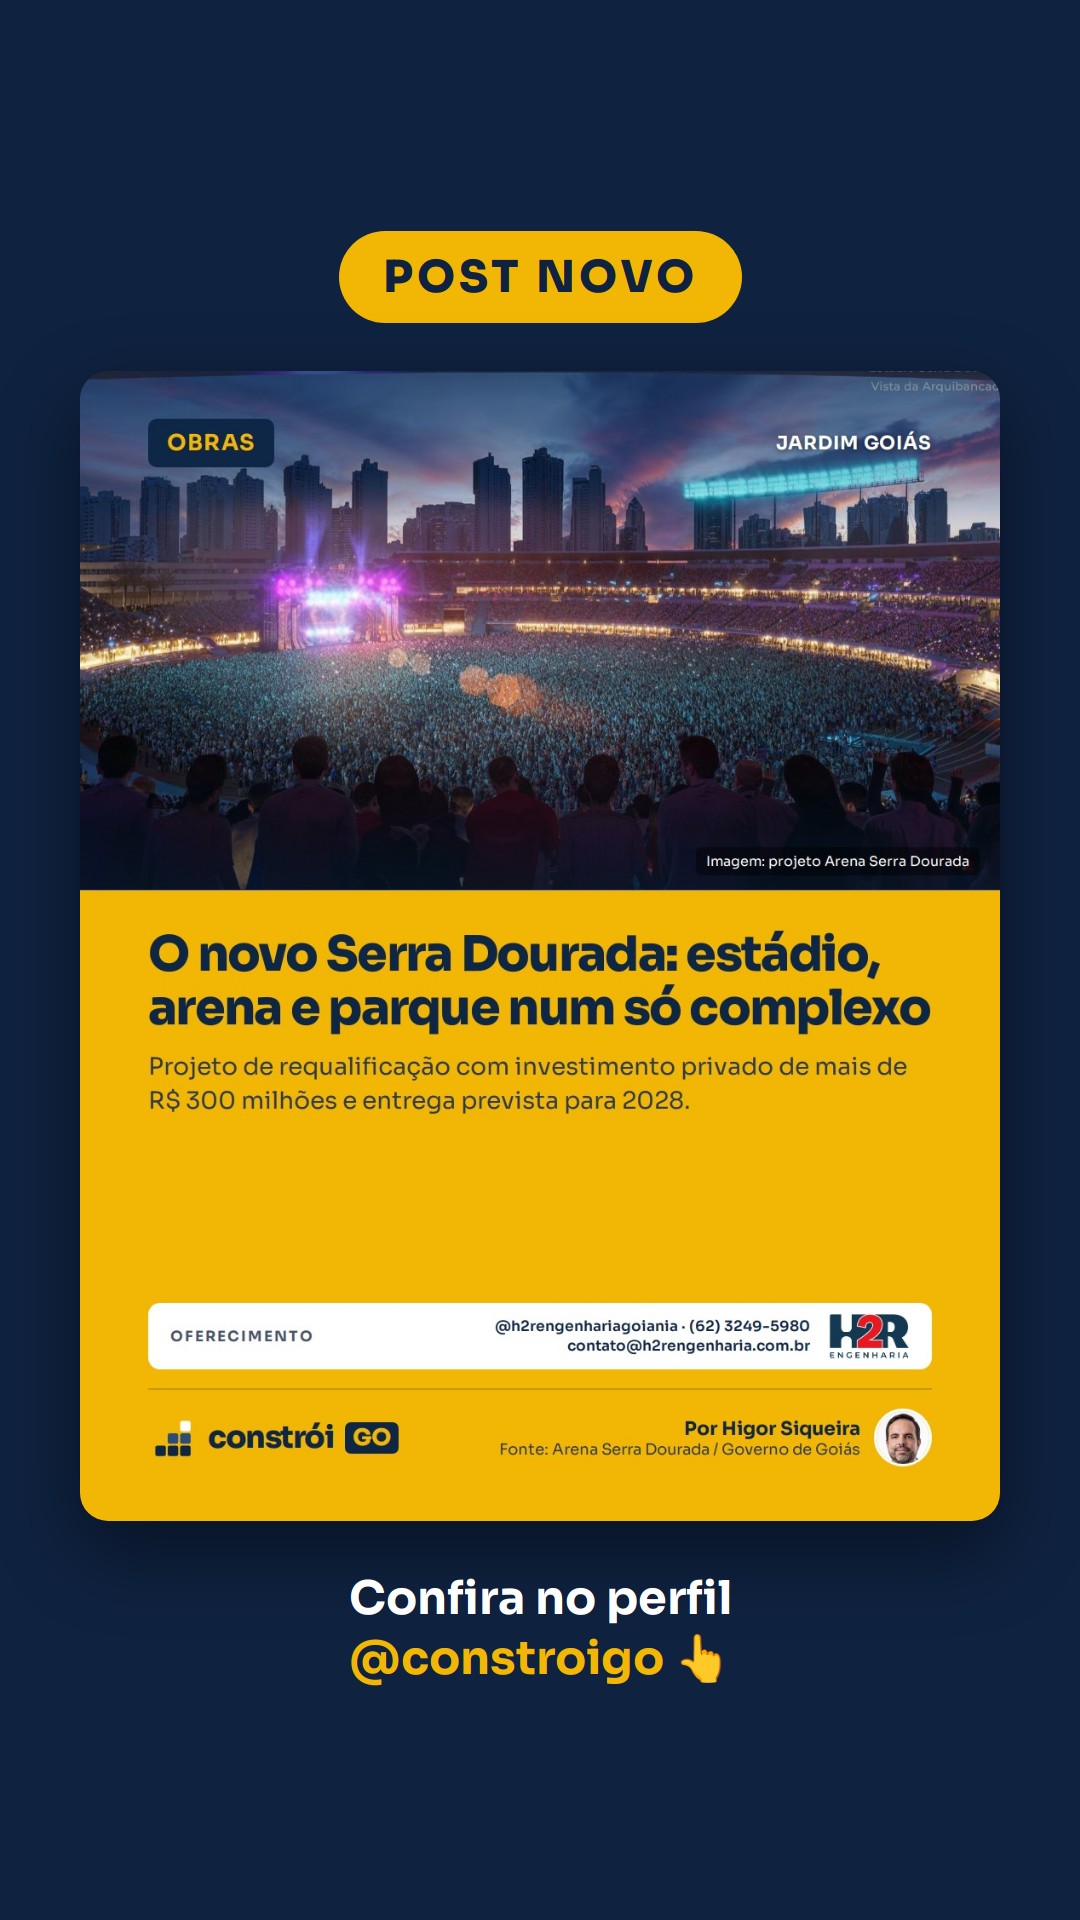 POST NOVO
Vista da Arquibancad
OBRAS
JARDIM GOIÁS
Imagem: projeto Arena Serra Dourada
O novo Serra Dourada: estádio,
arena e parque num só complexo
Projeto de requalificação com investimento privado de mais de
R$ 300 milhões e entrega prevista para 2028.
OFERECIMENTO
@h2rengenhariagoiania · (62) 3249-5980
contato@h2rengenharia.com.br
H2R
ENGENHARIA
constrói GO
Por Higor Siqueira
Fonte: Arena Serra Dourada / Governo de Goiás
Confira no perfil
@constroigo 👆